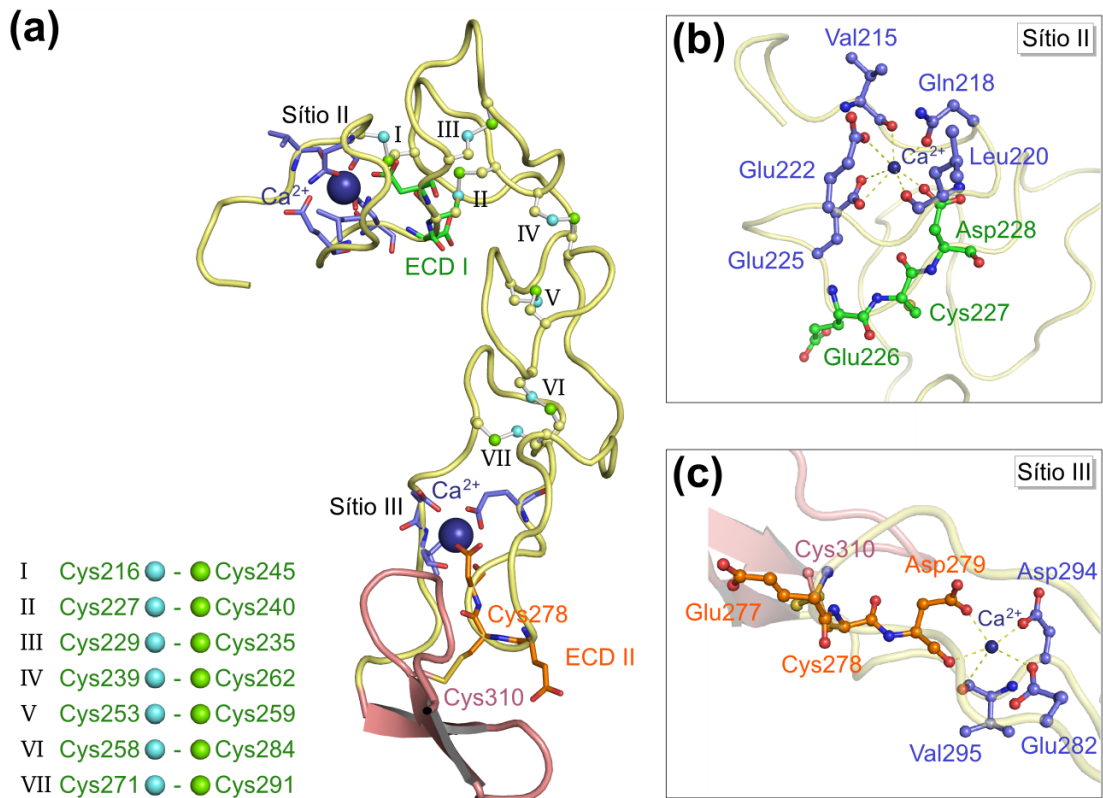 (a)
Sítio II
I
III
Ca²⁺
II
ECD I
IV
V
VI
VII
Ca²⁺
Sítio III
Cys278
ECD II
Cys310
I Cys216 - Cys245
II Cys227 - Cys240
III Cys229 - Cys235
IV Cys239 - Cys262
V Cys253 - Cys259
VI Cys258 - Cys284
VII Cys271 - Cys291
(b)
Sítio II
Val215
Gln218
Glu222
Ca²⁺
Leu220
Asp228
Glu225
Cys227
Glu226
(c)
Sítio III
Cys310
Asp279
Asp294
Glu277
Ca²⁺
Cys278
Val295
Glu282